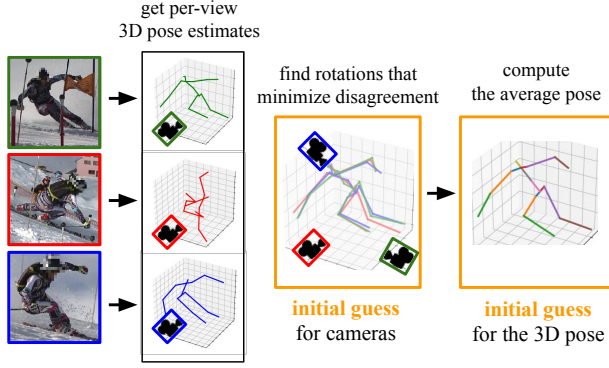 get per-view
3D pose estimates
find rotations that
minimize disagreement
compute
the average pose
initial guess
for cameras
initial guess
for the 3D pose